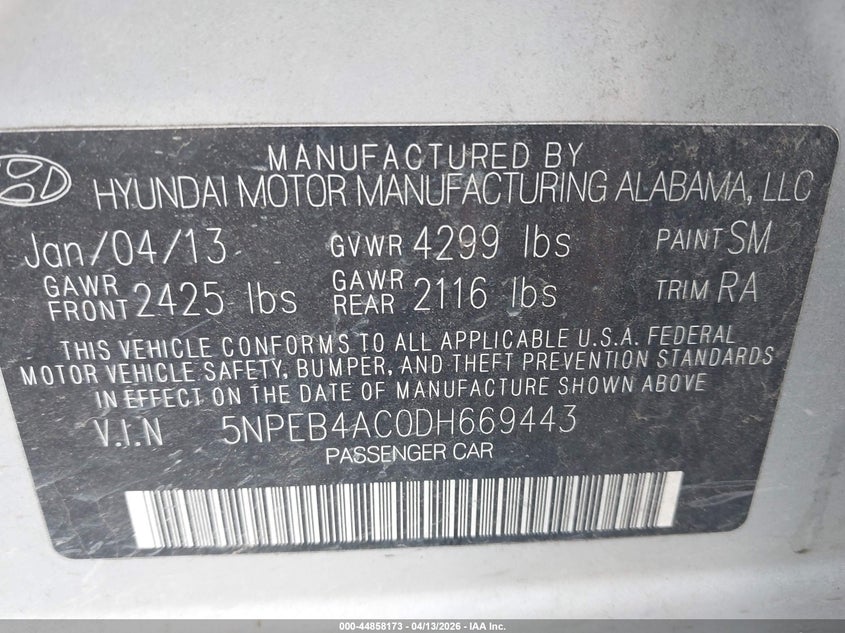 MANUFACTURED BY
HYUNDAI MOTOR MANUFACTURING ALABAMA, LLC
Jan/04/13 GVWR 4299 lbs PAINT SM
GAWR FRONT 2425 lbs GAWR REAR 2116 lbs TRIM RA
THIS VEHICLE CONFORMS TO ALL APPLICABLE U.S.A. FEDERAL
MOTOR VEHICLE SAFETY, BUMPER, AND THEFT PREVENTION STANDARDS
IN EFFECT ON THE DATE OF MANUFACTURE SHOWN ABOVE
V.I.N 5NPEB4AC0DH669443
PASSENGER CAR
000-44858173 - 04/13/2026 - IAA Inc.